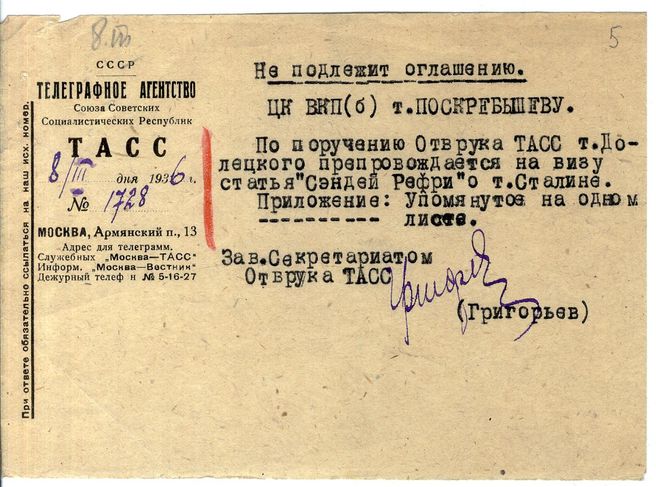 8.III
5
СССР
ТЕЛЕГРАФНОЕ АГЕНТСТВО
Союза Советских
Социалистических Республик
ТАСС
8/III дня 1936 г.
№ 1728
МОСКВА, Армянский п., 13
Адрес для телеграмм.
Служебных „Москва—ТАСС"
Информ. „Москва—Вестник"
Дежурный телеф н № 5-16-27
При ответе обязательно ссылаться на наш исх. номер.
Не подлежит оглашению.
ЦК ВКП(б) т.ПОСКРЕБЫШЕВУ.
По поручению Отврука ТАСС т.До-
лецкого препровождается на визу
статья "Сэндей Рефри" о т.Сталине.
Приложение: Упомянутое на одном
листе.
Зав.Секретариатом
Отврука ТАСС
Григорьев
(Григорьев)